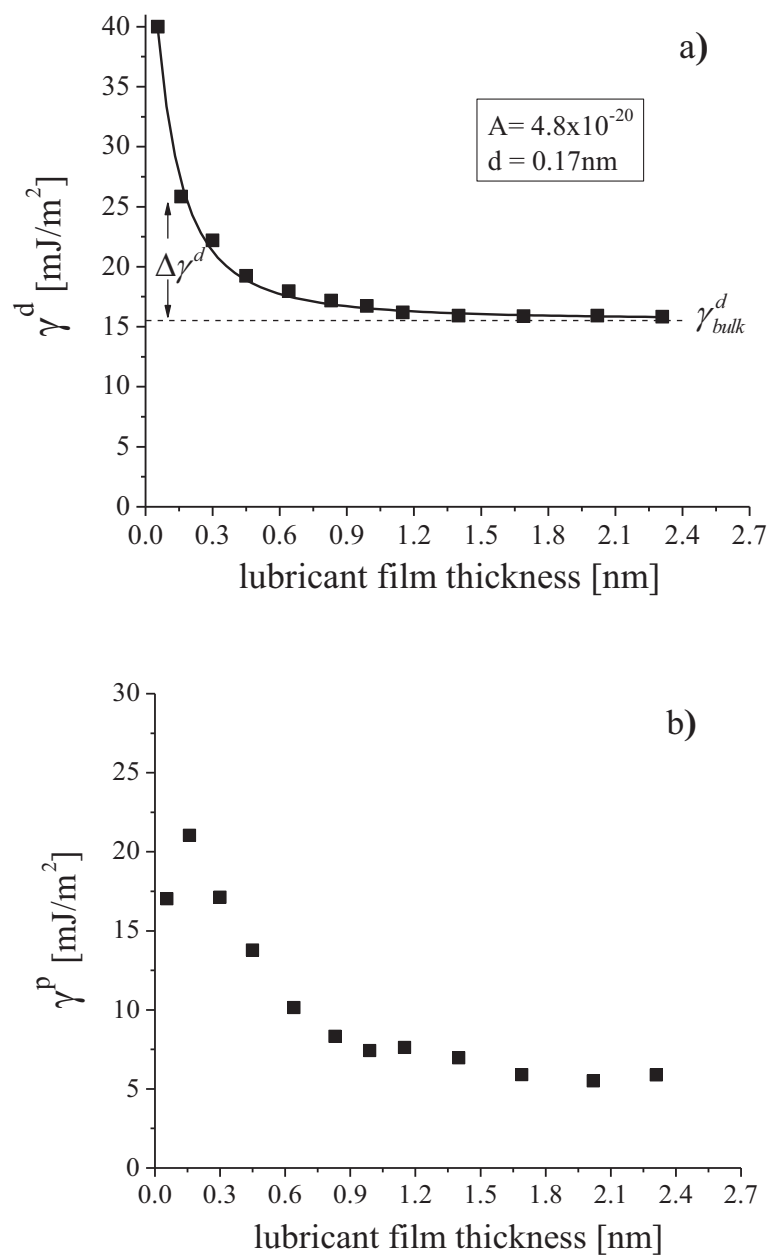 a)
40
35
30
25
20
15
10
5
0
γ^d [mJ/m²]
A= 4.8x10⁻²⁰
d = 0.17nm
Δγ^d
γ^d_bulk
0.0 0.3 0.6 0.9 1.2 1.5 1.8 2.1 2.4 2.7
lubricant film thickness [nm]
b)
30
25
20
15
10
5
0
γ^p [mJ/m²]
0.0 0.3 0.6 0.9 1.2 1.5 1.8 2.1 2.4 2.7
lubricant film thickness [nm]